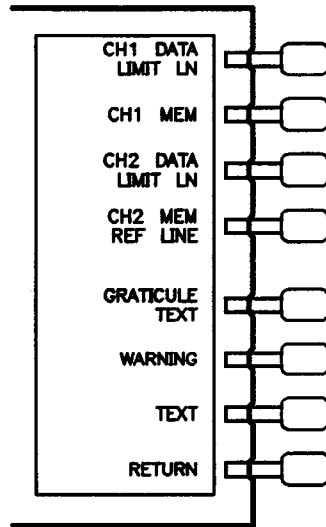 CH1 DATA
LIMIT LN
CH1 MEM
CH2 DATA
LIMIT LN
CH2 MEM
REF LINE
GRATICULE
TEXT
WARNING
TEXT
RETURN